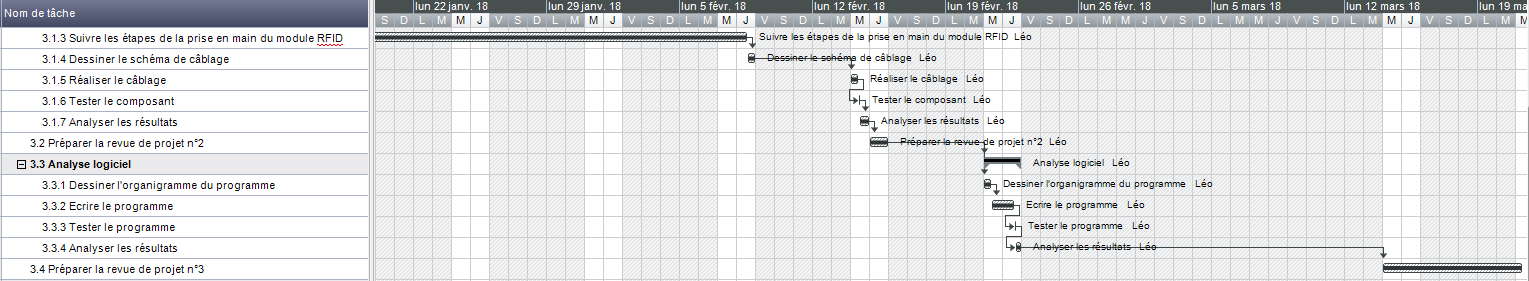 Nom de tâche
lun 22 janv. 18 lun 29 janv. 18 lun 5 févr. 18 lun 12 févr. 18 lun 19 févr. 18 lun 26 févr. 18 lun 5 mars 18 lun 12 mars 18 lun 19 ma
S D L M M J V S D L M M J V S D L M M J V S D L M M J V S D L M M J V S D L M M J V S D L M M J V S D L M M J V S D L M M
3.1.3 Suivre les étapes de la prise en main du module RFID Suivre les étapes de la prise en main du module RFID Léo
3.1.4 Dessiner le schéma de câblage Dessiner le schéma de câblage Léo
3.1.5 Réaliser le câblage Réaliser le câblage Léo
3.1.6 Tester le composant Tester le composant Léo
3.1.7 Analyser les résultats Analyser les résultats Léo
3.2 Préparer la revue de projet n°2 Préparer la revue de projet n°2 Léo
3.3 Analyse logiciel Analyse logiciel Léo
3.3.1 Dessiner l'organigramme du programme Dessiner l'organigramme du programme Léo
3.3.2 Ecrire le programme Ecrire le programme Léo
3.3.3 Tester le programme Tester le programme Léo
3.3.4 Analyser les résultats Analyser les résultats Léo
3.4 Préparer la revue de projet n°3